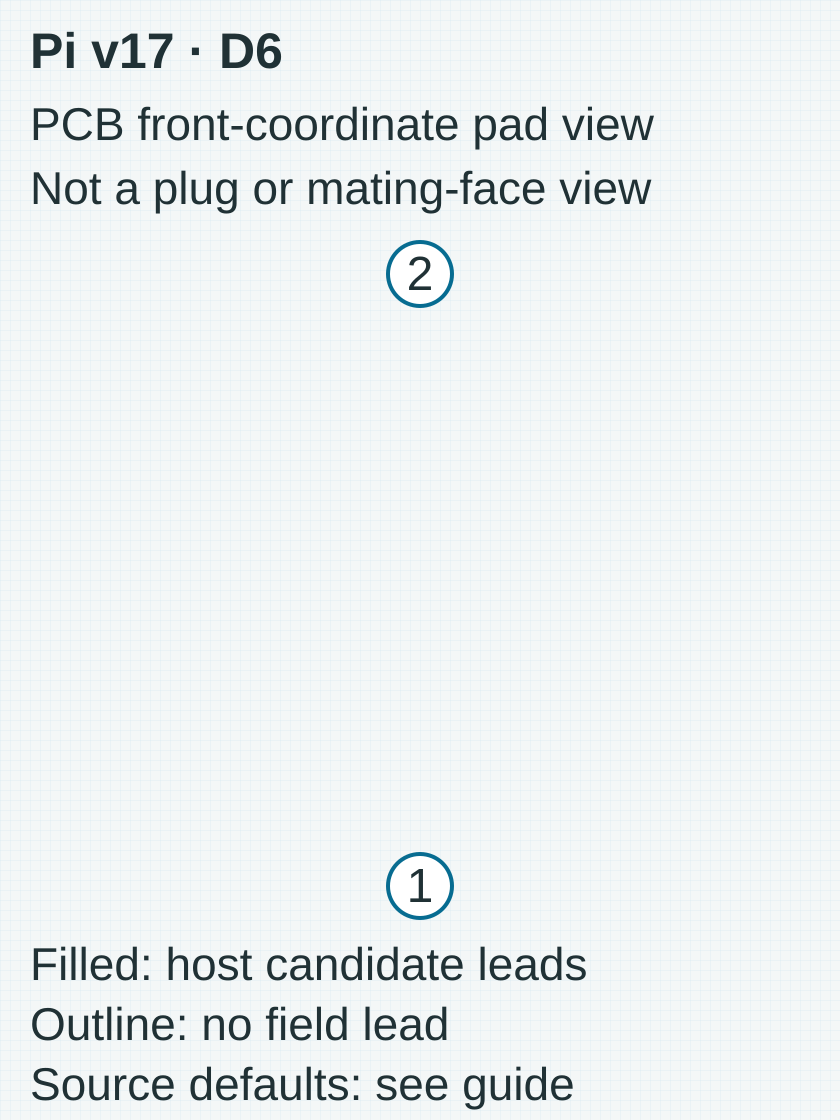 Pi v17 · D6
PCB front-coordinate pad view
Not a plug or mating-face view
2
1
Filled: host candidate leads
Outline: no field lead
Source defaults: see guide